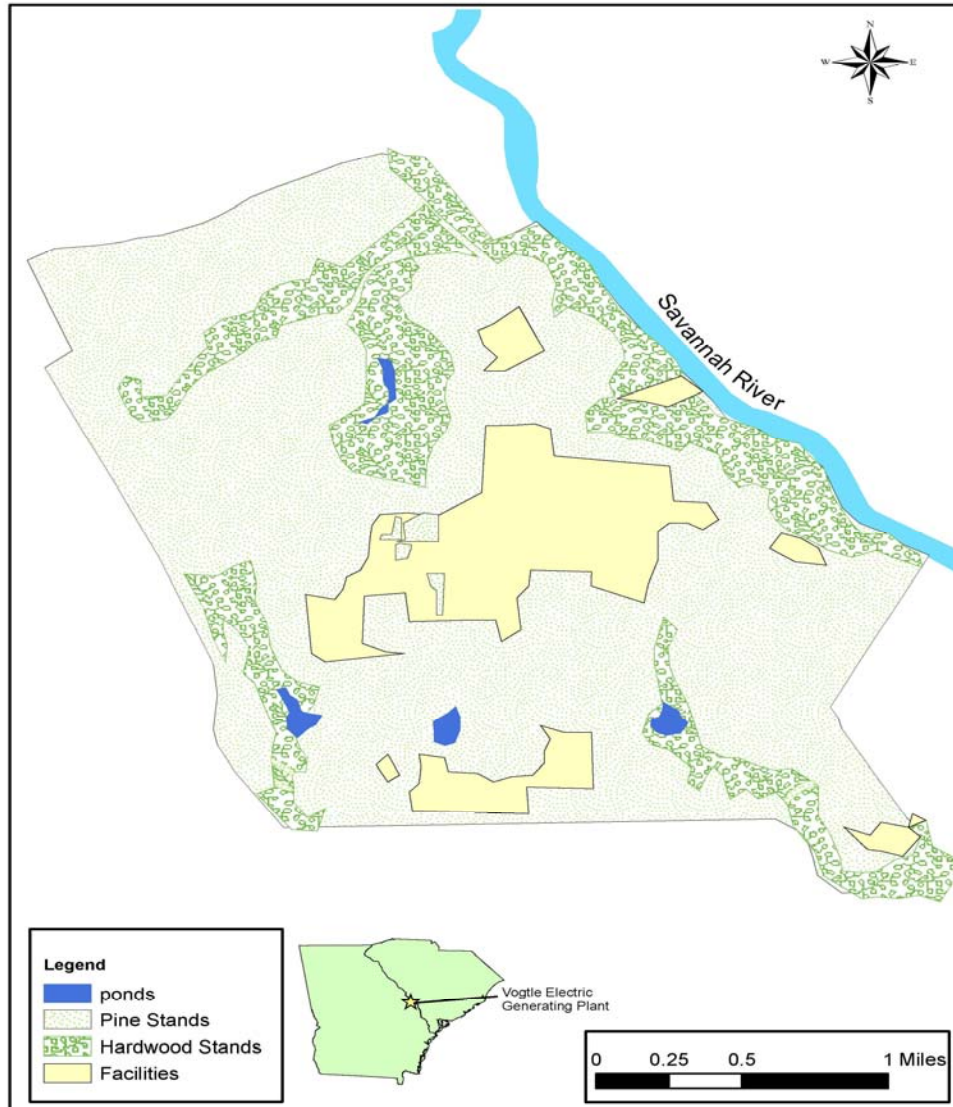 N
W E
S
Savannah River
Legend
ponds
Pine Stands
Hardwood Stands
Facilities
Vogtle Electric
Generating Plant
0 0.25 0.5 1 Miles